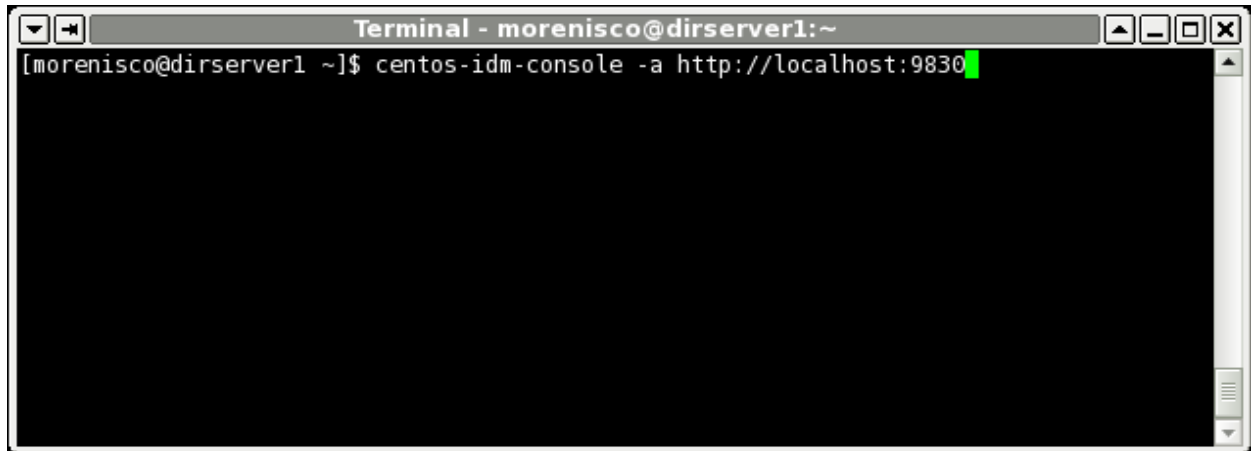 Terminal - morenisco@dirserver1:~
[morenisco@dirserver1 ~]$ centos-idm-console -a http://localhost:9830